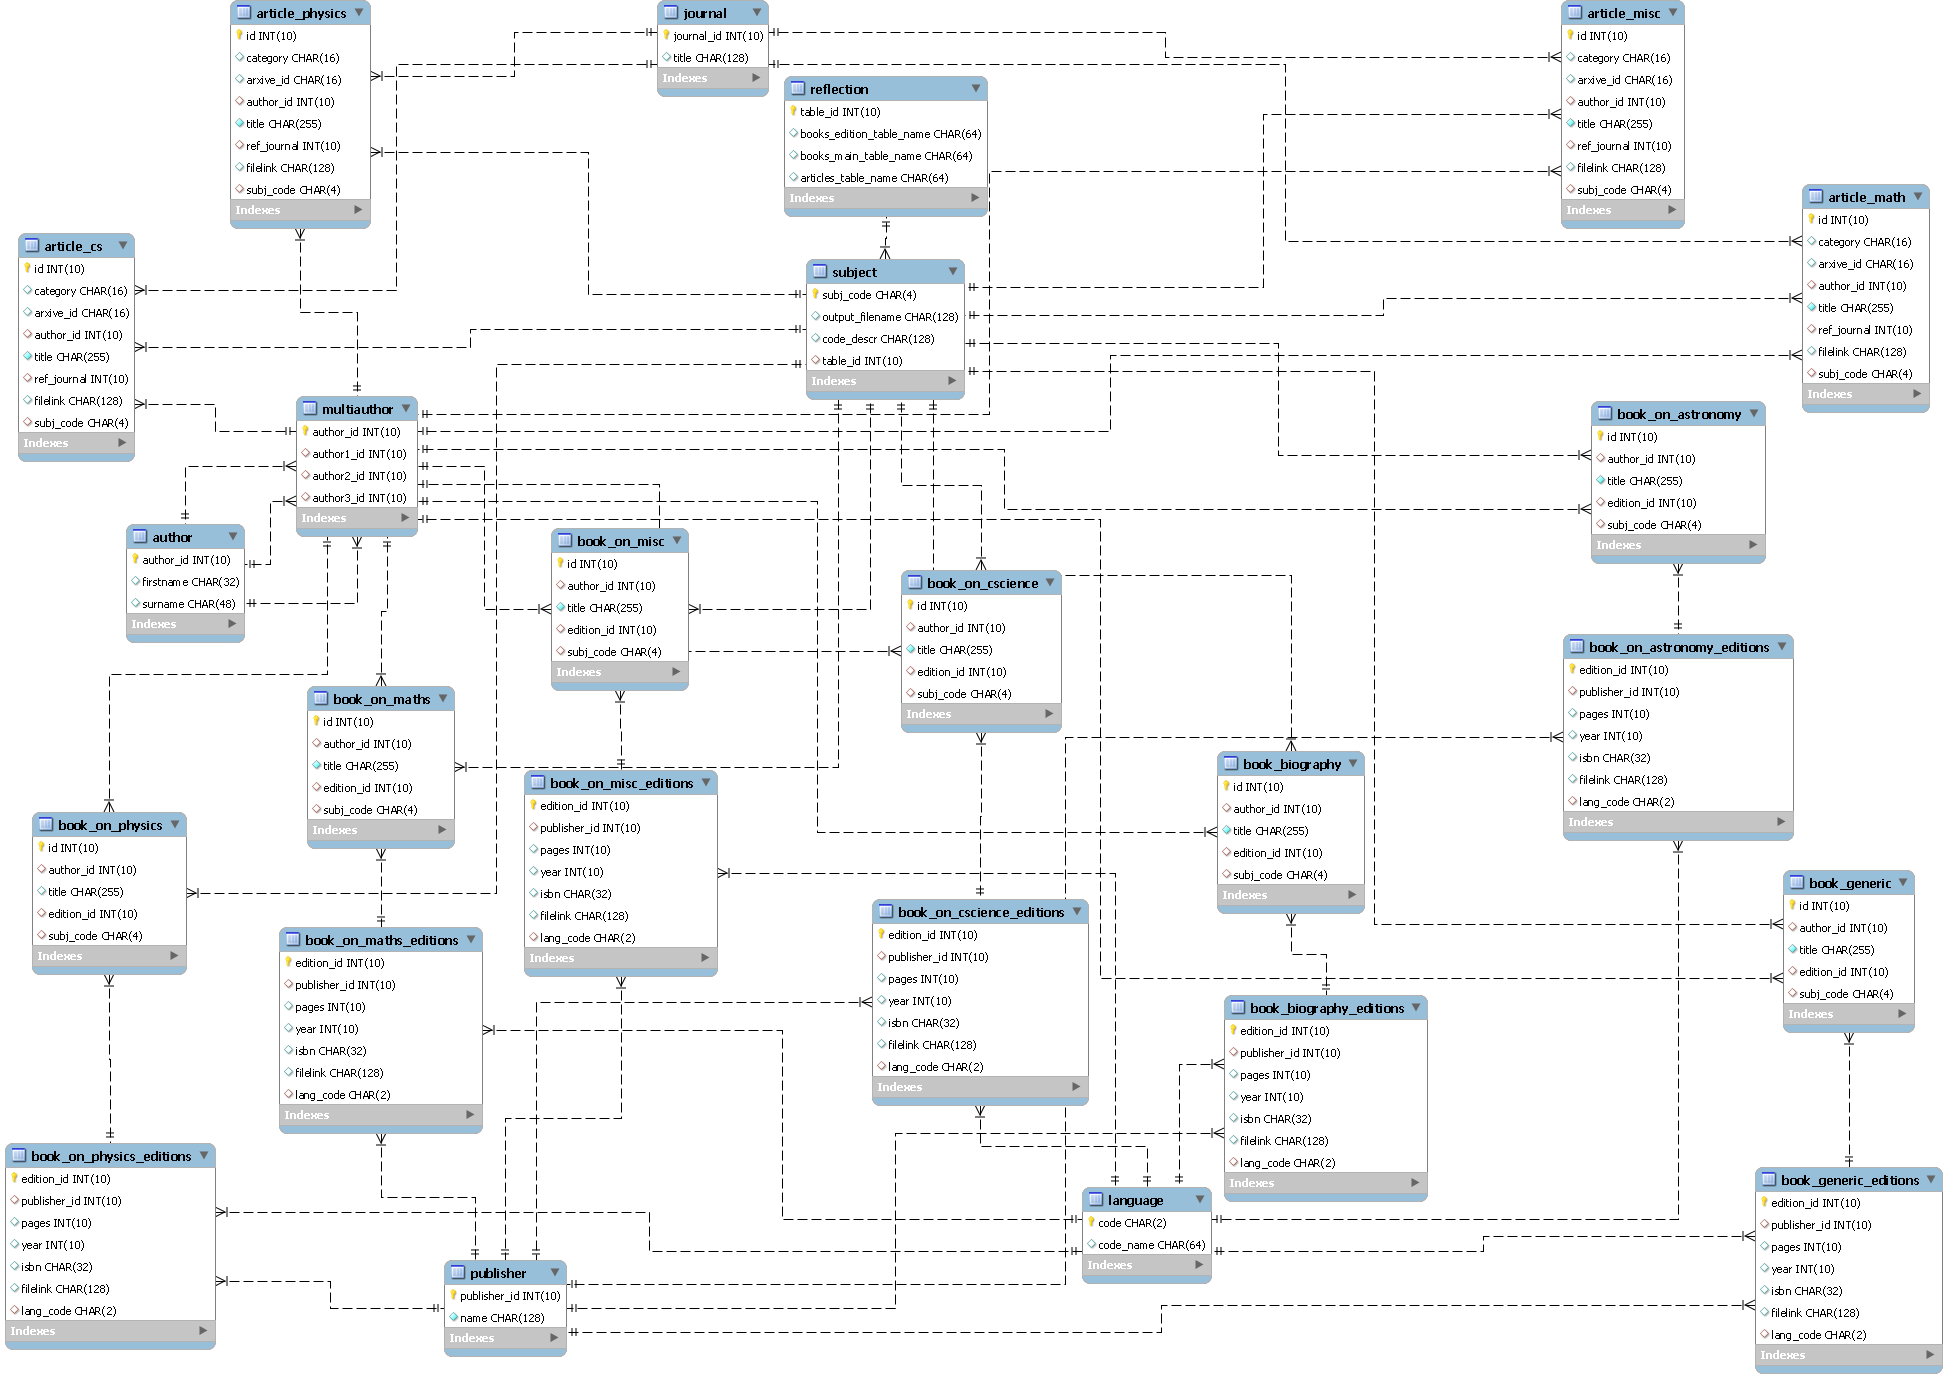 article_physics
id INT(10)
category CHAR(16)
arxive_id CHAR(16)
author_id INT(10)
title CHAR(255)
ref_journal INT(10)
filelink CHAR(128)
subj_code CHAR(4)
Indexes
journal
journal_id INT(10)
title CHAR(128)
Indexes
reflection
table_id INT(10)
books_edition_table_name CHAR(64)
books_main_table_name CHAR(64)
articles_table_name CHAR(64)
Indexes
article_misc
id INT(10)
category CHAR(16)
arxive_id CHAR(16)
author_id INT(10)
title CHAR(255)
ref_journal INT(10)
filelink CHAR(128)
subj_code CHAR(4)
Indexes
article_math
id INT(10)
category CHAR(16)
arxive_id CHAR(16)
author_id INT(10)
title CHAR(255)
ref_journal INT(10)
filelink CHAR(128)
subj_code CHAR(4)
Indexes
article_cs
id INT(10)
category CHAR(16)
arxive_id CHAR(16)
author_id INT(10)
title CHAR(255)
ref_journal INT(10)
filelink CHAR(128)
subj_code CHAR(4)
Indexes
subject
subj_code CHAR(4)
output_filename CHAR(128)
code_descr CHAR(128)
table_id INT(10)
Indexes
multiauthor
author_id INT(10)
author1_id INT(10)
author2_id INT(10)
author3_id INT(10)
Indexes
book_on_astronomy
id INT(10)
author_id INT(10)
title CHAR(255)
edition_id INT(10)
subj_code CHAR(4)
Indexes
author
author_id INT(10)
firstname CHAR(32)
surname CHAR(48)
Indexes
book_on_misc
id INT(10)
author_id INT(10)
title CHAR(255)
edition_id INT(10)
subj_code CHAR(4)
Indexes
book_on_cscience
id INT(10)
author_id INT(10)
title CHAR(255)
edition_id INT(10)
subj_code CHAR(4)
Indexes
book_on_astronomy_editions
edition_id INT(10)
publisher_id INT(10)
pages INT(10)
year INT(10)
isbn CHAR(32)
filelink CHAR(128)
lang_code CHAR(2)
Indexes
book_on_maths
id INT(10)
author_id INT(10)
title CHAR(255)
edition_id INT(10)
subj_code CHAR(4)
Indexes
book_on_misc_editions
edition_id INT(10)
publisher_id INT(10)
pages INT(10)
year INT(10)
isbn CHAR(32)
filelink CHAR(128)
lang_code CHAR(2)
Indexes
book_biography
id INT(10)
author_id INT(10)
title CHAR(255)
edition_id INT(10)
subj_code CHAR(4)
Indexes
book_on_physics
id INT(10)
author_id INT(10)
title CHAR(255)
edition_id INT(10)
subj_code CHAR(4)
Indexes
book_generic
id INT(10)
author_id INT(10)
title CHAR(255)
edition_id INT(10)
subj_code CHAR(4)
Indexes
book_on_maths_editions
edition_id INT(10)
publisher_id INT(10)
pages INT(10)
year INT(10)
isbn CHAR(32)
filelink CHAR(128)
lang_code CHAR(2)
Indexes
book_on_cscience_editions
edition_id INT(10)
publisher_id INT(10)
pages INT(10)
year INT(10)
isbn CHAR(32)
filelink CHAR(128)
lang_code CHAR(2)
Indexes
book_biography_editions
edition_id INT(10)
publisher_id INT(10)
pages INT(10)
year INT(10)
isbn CHAR(32)
filelink CHAR(128)
lang_code CHAR(2)
Indexes
book_on_physics_editions
edition_id INT(10)
publisher_id INT(10)
pages INT(10)
year INT(10)
isbn CHAR(32)
filelink CHAR(128)
lang_code CHAR(2)
Indexes
language
code CHAR(2)
code_name CHAR(64)
Indexes
book_generic_editions
edition_id INT(10)
publisher_id INT(10)
pages INT(10)
year INT(10)
isbn CHAR(32)
filelink CHAR(128)
lang_code CHAR(2)
Indexes
publisher
publisher_id INT(10)
name CHAR(128)
Indexes